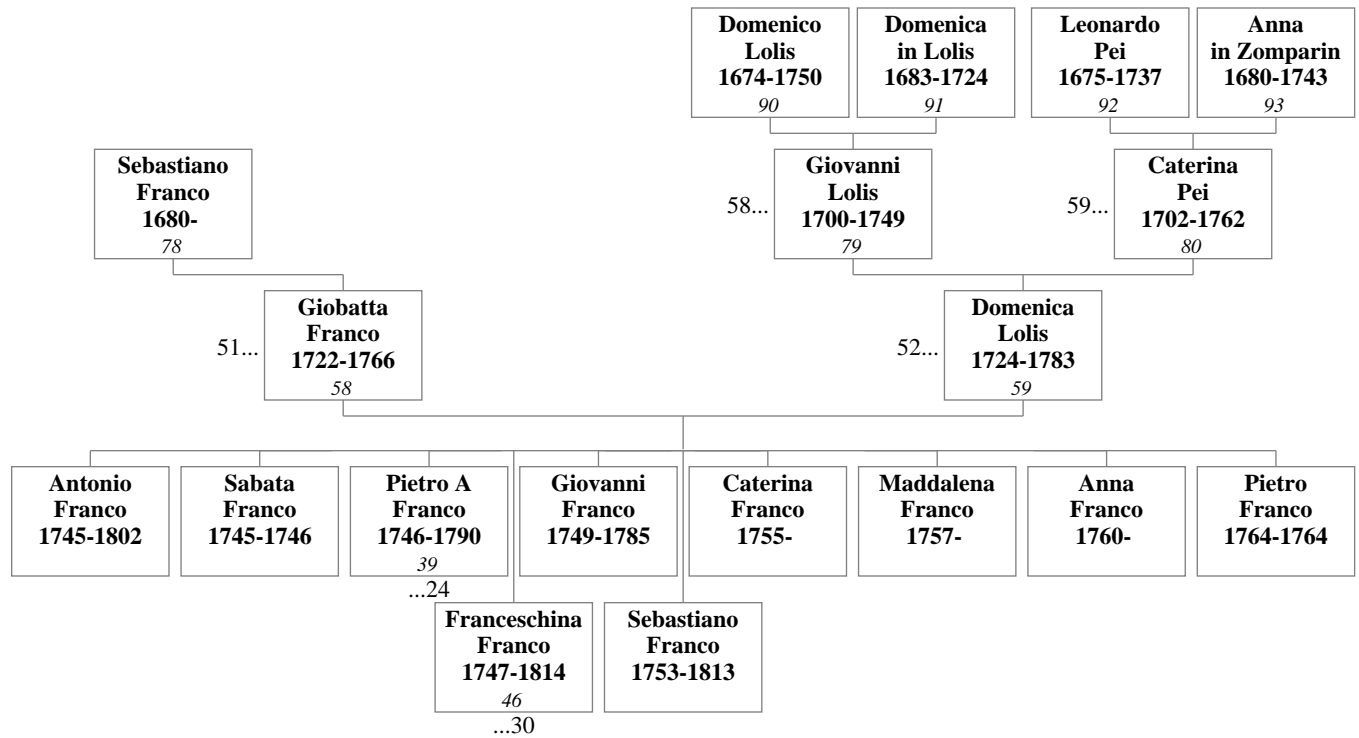 Domenico
Lolis
1674-1750
90
Domenica
in Lolis
1683-1724
91
Leonardo
Pei
1675-1737
92
Anna
in Zomparin
1680-1743
93
Sebastiano
Franco
1680-
78
58...
Giovanni
Lolis
1700-1749
79
59...
Caterina
Pei
1702-1762
80
51...
Giobatta
Franco
1722-1766
58
52...
Domenica
Lolis
1724-1783
59
Antonio
Franco
1745-1802
Sabata
Franco
1745-1746
Pietro A
Franco
1746-1790
39
...24
Giovanni
Franco
1749-1785
Caterina
Franco
1755-
Maddalena
Franco
1757-
Anna
Franco
1760-
Pietro
Franco
1764-1764
Franceschina
Franco
1747-1814
46
...30
Sebastiano
Franco
1753-1813